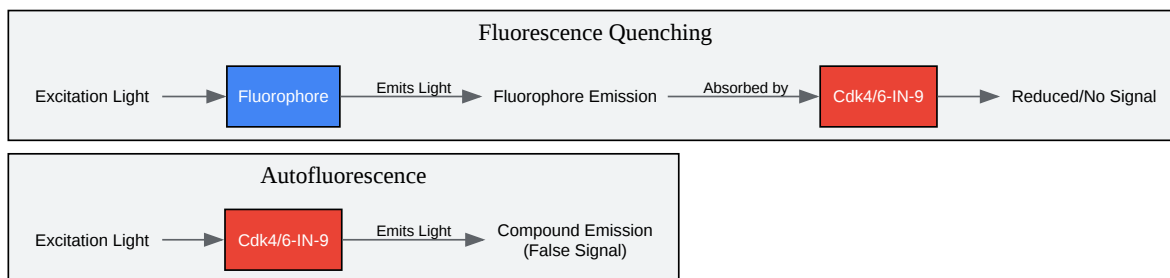 Fluorescence Quenching
Excitation Light
Fluorophore
Emits Light
Fluorophore Emission
Absorbed by
Cdk4/6-IN-9
Reduced/No Signal
Autofluorescence
Excitation Light
Cdk4/6-IN-9
Emits Light
Compound Emission
(False Signal)